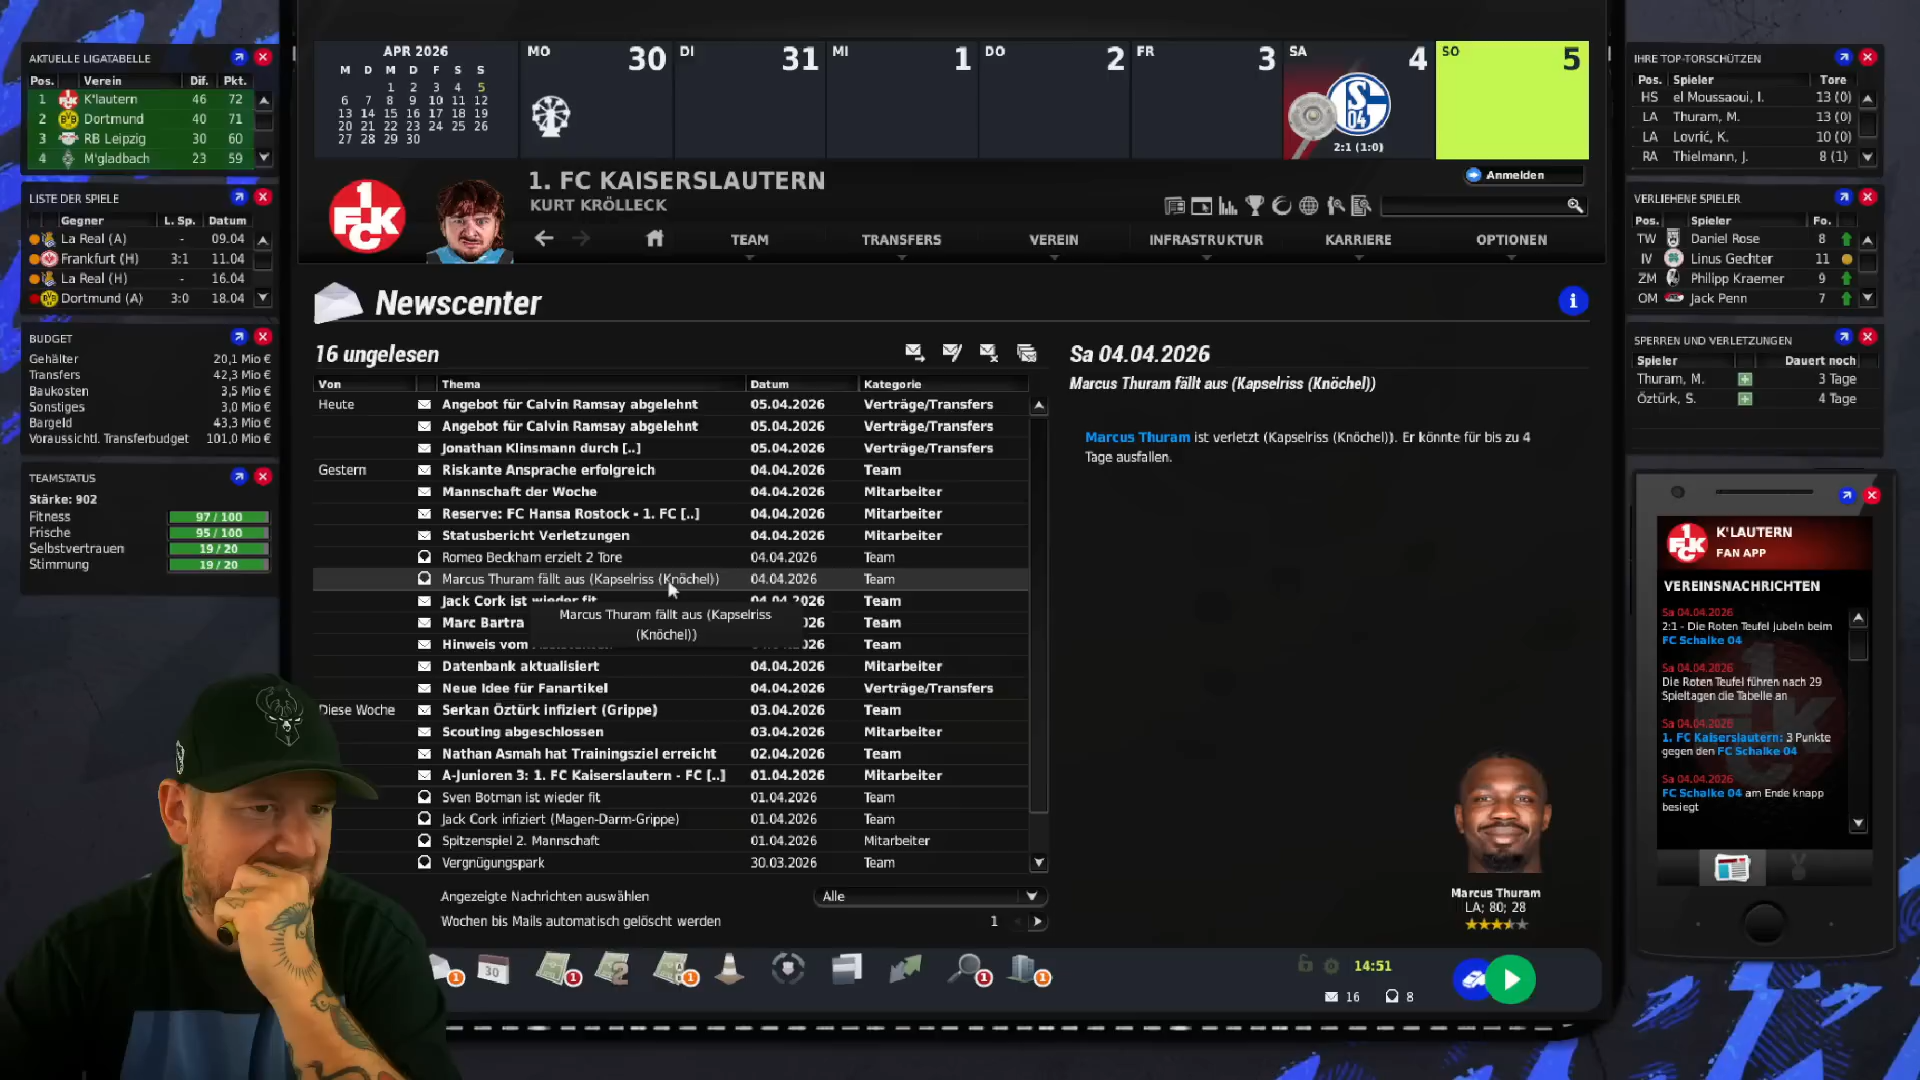 AKTUELLE LIGATABELLE
Pos. Verein Dif. Pkt.
1 K'lautern 46 72
2 Dortmund 40 71
3 RB Leipzig 30 60
4 M'gladbach 23 59
LISTE DER SPIELE
Gegner L. Sp. Datum
La Real (A) - 09.04
Frankfurt (H) 3:1 11.04
La Real (H) - 16.04
Dortmund (A) 3:0 18.04
BUDGET
Gehälter 20,1 Mio €
Transfers 42,3 Mio €
Baukosten 3,5 Mio €
Sonstiges 3,0 Mio €
Bargeld 43,3 Mio €
Voraussichtl. Transferbudget 101,0 Mio €
TEAMSTATUS
Stärke: 902
Fitness 97 / 100
Frische 95 / 100
Selbstvertrauen 19 / 20
Stimmung 19 / 20
APR 2026
M D M D F S S
1 2 3 4 5
6 7 8 9 10 11 12
13 14 15 16 17 18 19
20 21 22 23 24 25 26
27 28 29 30
MO 30
DI 31
MI 1
DO 2
FR 3
SA 4
2:1 (1:0)
SO 5
1. FC KAISERSLAUTERN
KURT KRÖLLECK
Anmelden
TEAM TRANSFERS VEREIN INFRASTRUKTUR KARRIERE OPTIONEN
Newscenter
16 ungelesen
Von Thema Datum Kategorie
Heute Angebot für Calvin Ramsay abgelehnt 05.04.2026 Verträge/Transfers
Angebot für Calvin Ramsay abgelehnt 05.04.2026 Verträge/Transfers
Jonathan Klinsmann durch [..] 05.04.2026 Verträge/Transfers
Gestern Riskante Ansprache erfolgreich 04.04.2026 Team
Mannschaft der Woche 04.04.2026 Mitarbeiter
Reserve: FC Hansa Rostock - 1. FC [..] 04.04.2026 Mitarbeiter
Statusbericht Verletzungen 04.04.2026 Mitarbeiter
Romeo Beckham erzielt 2 Tore 04.04.2026 Team
Marcus Thuram fällt aus (Kapselriss (Knöchel)) 04.04.2026 Team
Jack Cork ist wieder fit 04.04.2026 Team
Marc Bartra 026 Team
Hinweis vom Team
Marcus Thuram fällt aus (Kapselriss
(Knöchel))
Datenbank aktualisiert 04.04.2026 Mitarbeiter
Neue Idee für Fanartikel 04.04.2026 Verträge/Transfers
Diese Woche Serkan Öztürk infiziert (Grippe) 03.04.2026 Team
Scouting abgeschlossen 03.04.2026 Mitarbeiter
Nathan Asmah hat Trainingsziel erreicht 02.04.2026 Team
A-Junioren 3: 1. FC Kaiserslautern - FC [..] 01.04.2026 Mitarbeiter
Sven Botman ist wieder fit 01.04.2026 Team
Jack Cork infiziert (Magen-Darm-Grippe) 01.04.2026 Team
Spitzenspiel 2. Mannschaft 01.04.2026 Mitarbeiter
Vergnügungspark 30.03.2026 Team
Angezeigte Nachrichten auswählen Alle
Wochen bis Mails automatisch gelöscht werden 1
Sa 04.04.2026
Marcus Thuram fällt aus (Kapselriss (Knöchel))
Marcus Thuram ist verletzt (Kapselriss (Knöchel)). Er könnte für bis zu 4
Tage ausfallen.
Marcus Thuram
LA; 80; 28
14:51
16 8
IHRE TOP-TORSCHÜTZEN
Pos. Spieler Tore
HS el Moussaoui, I. 13 (0)
LA Thuram, M. 13 (0)
LA Lovrić, K. 10 (0)
RA Thielmann, J. 8 (1)
VERLIEHENE SPIELER
Pos. Spieler Fo.
TW Daniel Rose 8
IV Linus Gechter 11
ZM Philipp Kraemer 9
OM Jack Penn 7
SPERREN UND VERLETZUNGEN
Spieler Dauert noch
Thuram, M. 3 Tage
Öztürk, S. 4 Tage
K'LAUTERN
FAN APP
VEREINSNACHRICHTEN
Sa 04.04.2026
2:1 - Die Roten Teufel jubeln beim
FC Schalke 04
Sa 04.04.2026
Die Roten Teufel führen nach 29
Spieltagen die Tabelle an
Sa 04.04.2026
1. FC Kaiserslautern: 3 Punkte
gegen den FC Schalke 04
Sa 04.04.2026
FC Schalke 04 am Ende knapp
besiegt